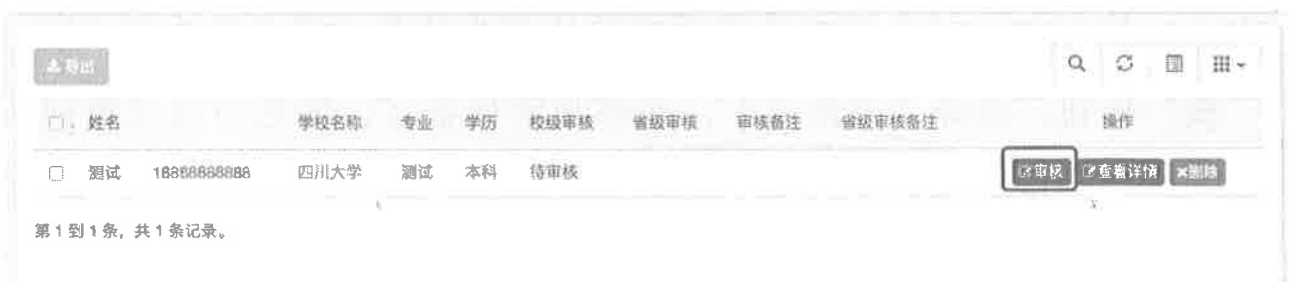 导出
姓名 学校名称 专业 学历 校级审核 省级审核 审核备注 省级审核备注 操作
测试 四川大学 测试 本科 待审核 审核 查看详情 删除
第1到1条，共1条记录。